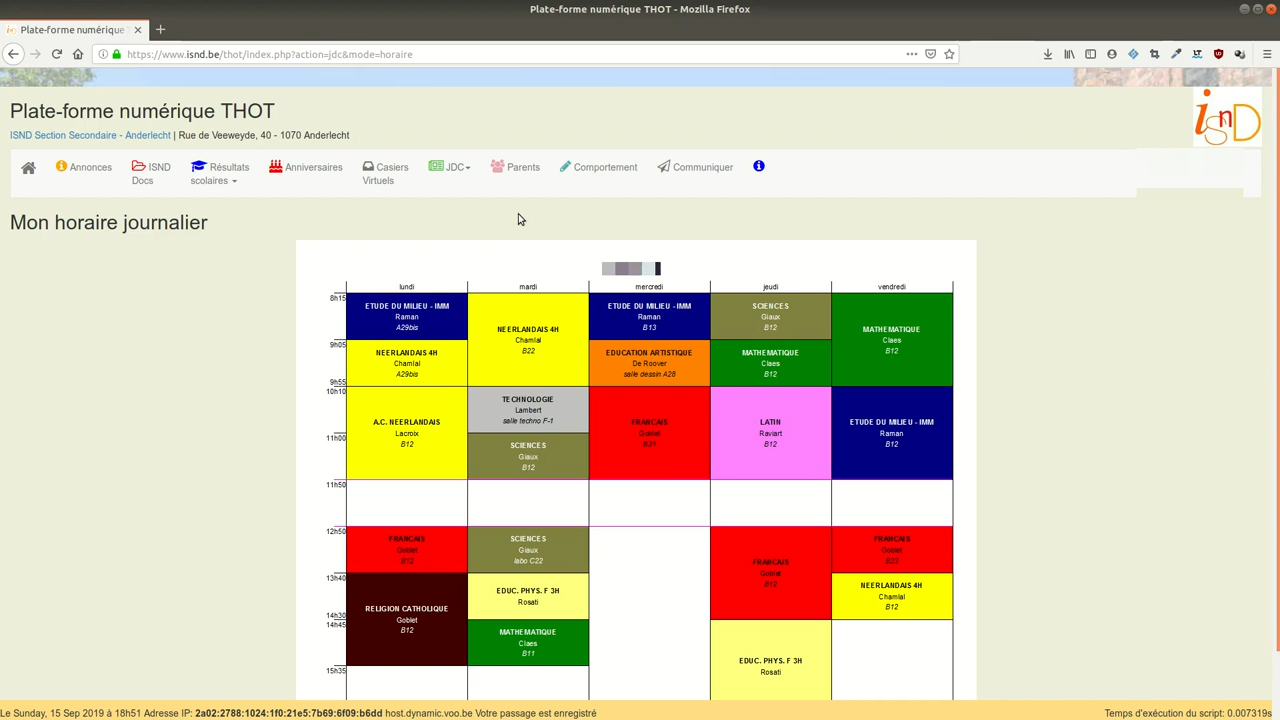 Plate-forme numérique THOT - Mozilla Firefox
Plate-forme numérique
https://www.isnd.be/thot/index.php?action=jdc&mode=horaire
Plate-forme numérique THOT
ISND Section Secondaire - Anderlecht | Rue de Veeweyde, 40 - 1070 Anderlecht
isnD
Annonces
ISND Docs
Résultats scolaires
Anniversaires
Casiers Virtuels
JDC
Parents
Comportement
Communiquer
Mon horaire journalier
lundi mardi mercredi jeudi vendredi
8h15
ETUDE DU MILIEU - IMM
Raman
A29bis
NEERLANDAIS 4H
Chamlal
B22
ETUDE DU MILIEU - IMM
Raman
B13
SCIENCES
Giaux
B12
MATHEMATIQUE
Claes
B12
9h05
NEERLANDAIS 4H
Chamlal
A29bis
EDUCATION ARTISTIQUE
De Roover
salle dessin A28
MATHEMATIQUE
Claes
B12
9h55
10h10
A.C. NEERLANDAIS
Lacroix
B12
TECHNOLOGIE
Lambert
salle techno F-1
FRANCAIS
Goblet
B31
LATIN
Raviart
B12
ETUDE DU MILIEU - IMM
Raman
B12
11h00
SCIENCES
Giaux
B12
11h50
12h50
FRANCAIS
Goblet
B12
SCIENCES
Giaux
labo C22
FRANCAIS
Goblet
B12
FRANCAIS
Goblet
B23
13h40
RELIGION CATHOLIQUE
Goblet
B12
EDUC. PHYS. F 3H
Rosati
NEERLANDAIS 4H
Chamlal
B12
14h30
14h45
MATHEMATIQUE
Claes
B11
EDUC. PHYS. F 3H
Rosati
15h35
Le Sunday, 15 Sep 2019 à 18h51 Adresse IP: 2a02:2788:1024:1f0:21e5:7b69:6f09:b6dd host.dynamic.voo.be Votre passage est enregistré
Temps d'exécution du script: 0.007319s